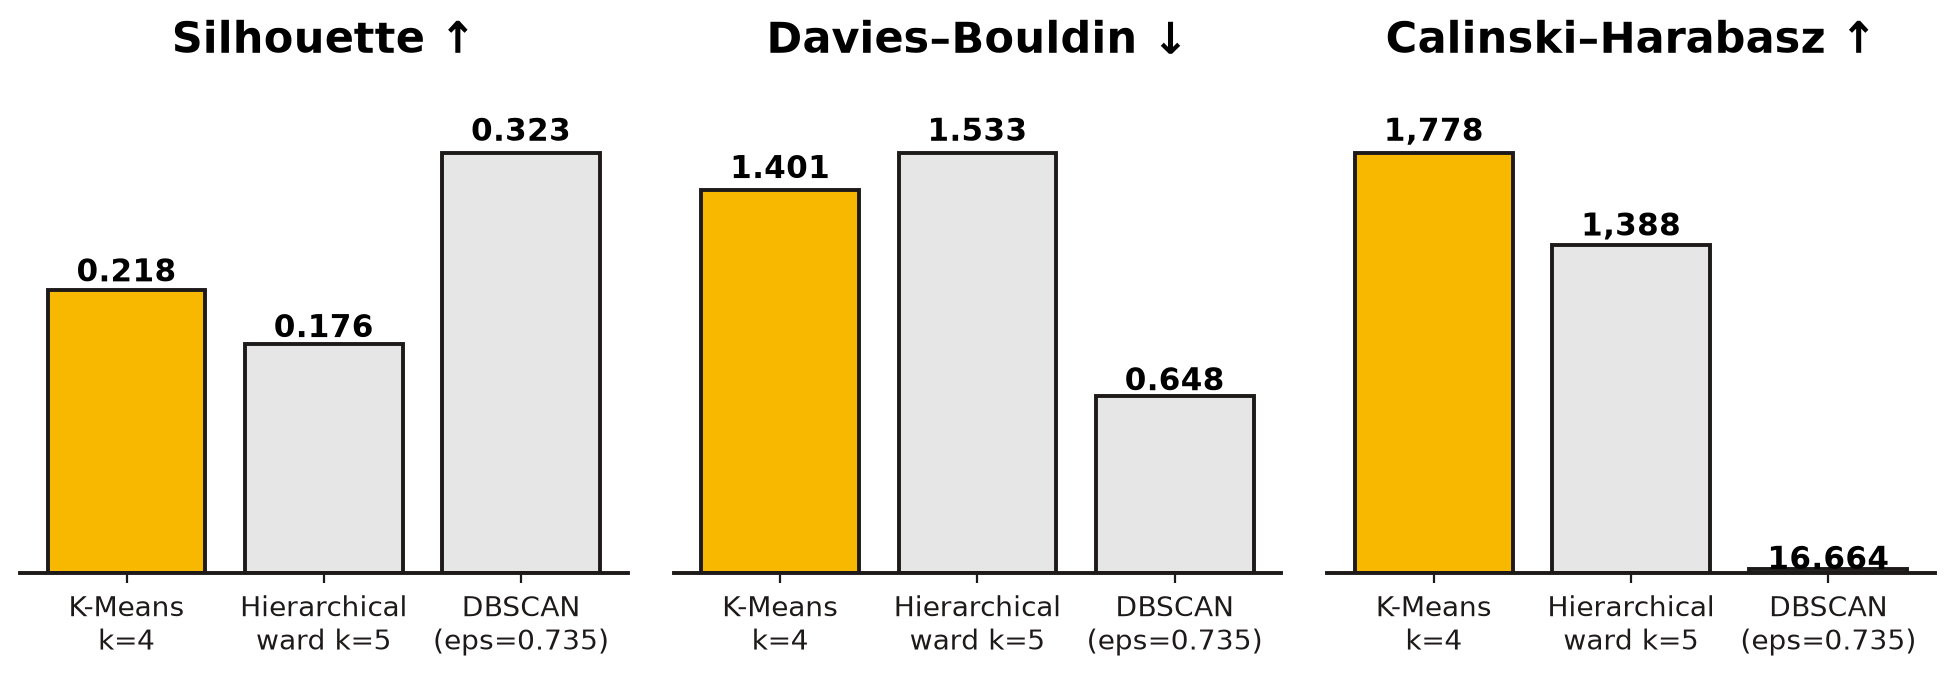 Silhouette ↑
0.218
0.176
0.323
K-Means
k=4
Hierarchical
ward k=5
DBSCAN
(eps=0.735)
Davies–Bouldin ↓
1.401
1.533
0.648
K-Means
k=4
Hierarchical
ward k=5
DBSCAN
(eps=0.735)
Calinski–Harabasz ↑
1,778
1,388
16.664
K-Means
k=4
Hierarchical
ward k=5
DBSCAN
(eps=0.735)